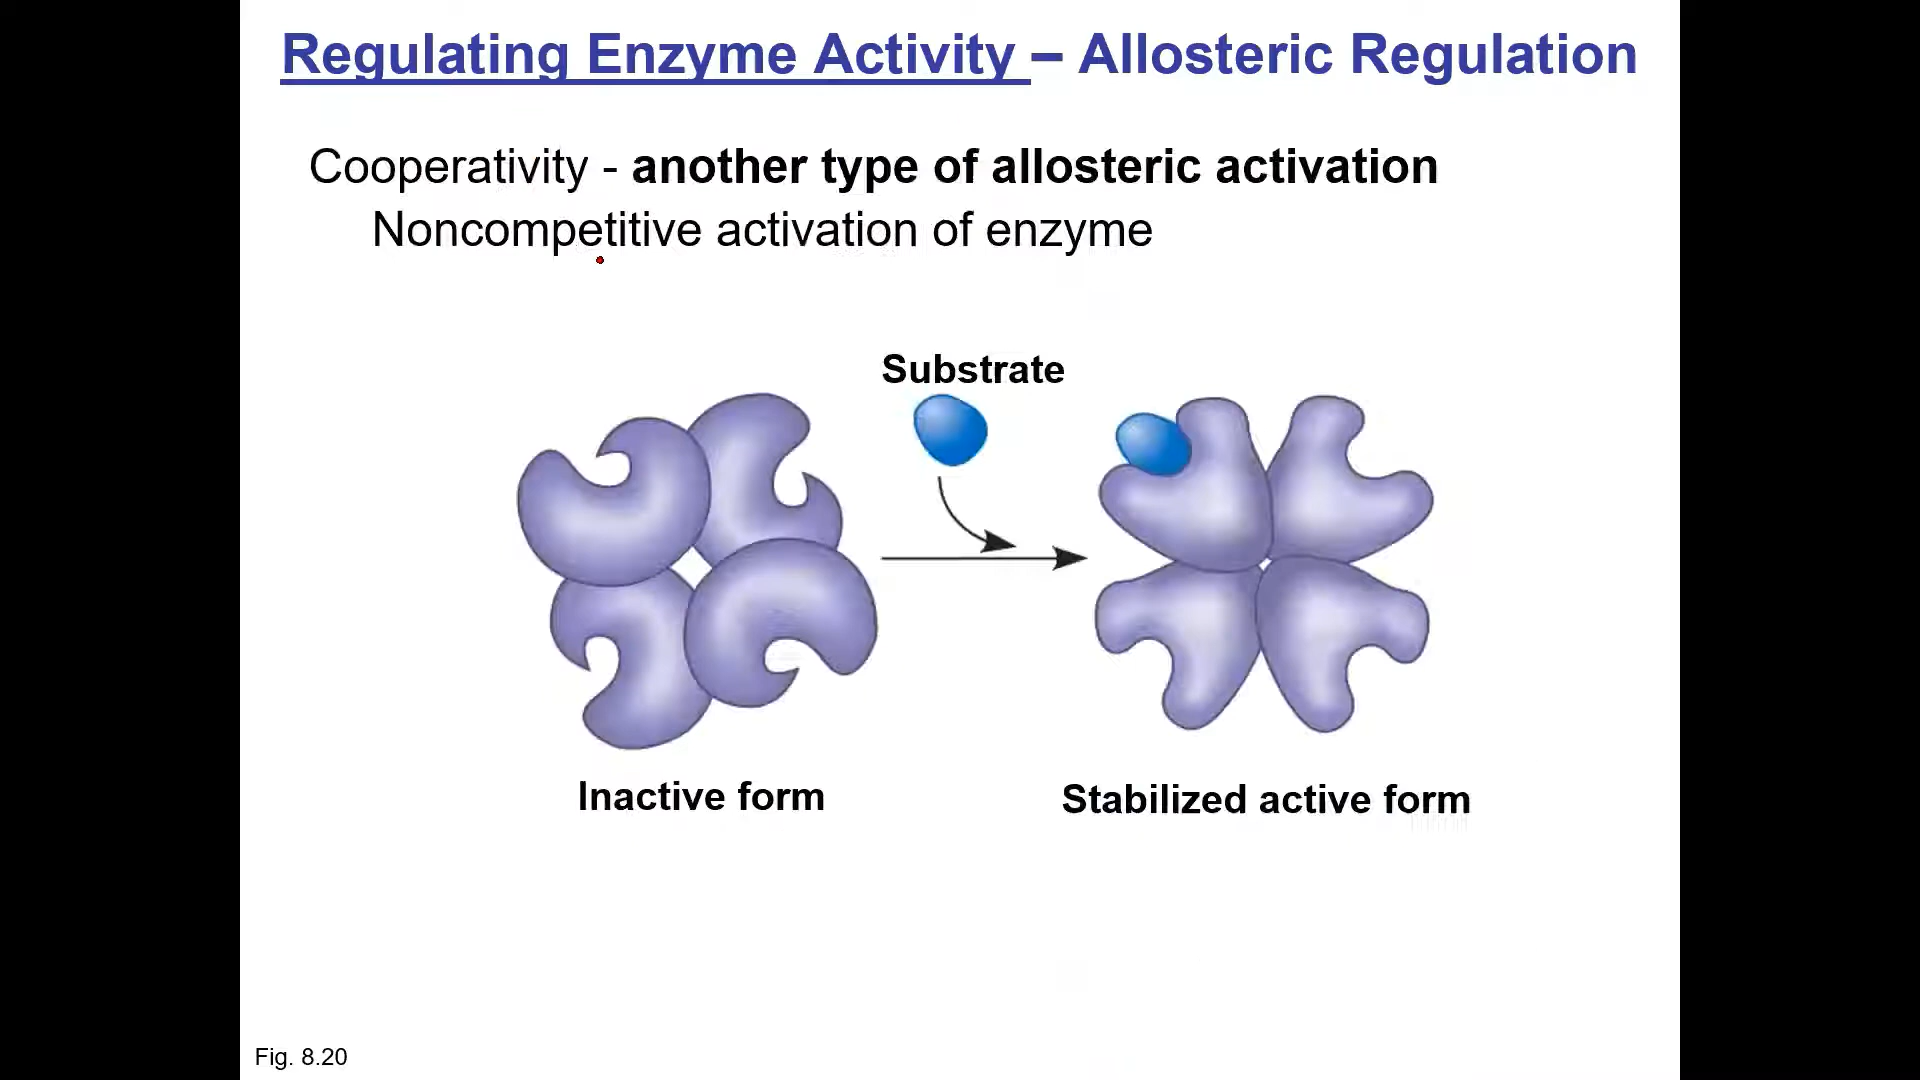 Regulating Enzyme Activity – Allosteric Regulation
Cooperativity - another type of allosteric activation
Noncompetitive activation of enzyme
Substrate
Inactive form
Stabilized active form
Fig. 8.20